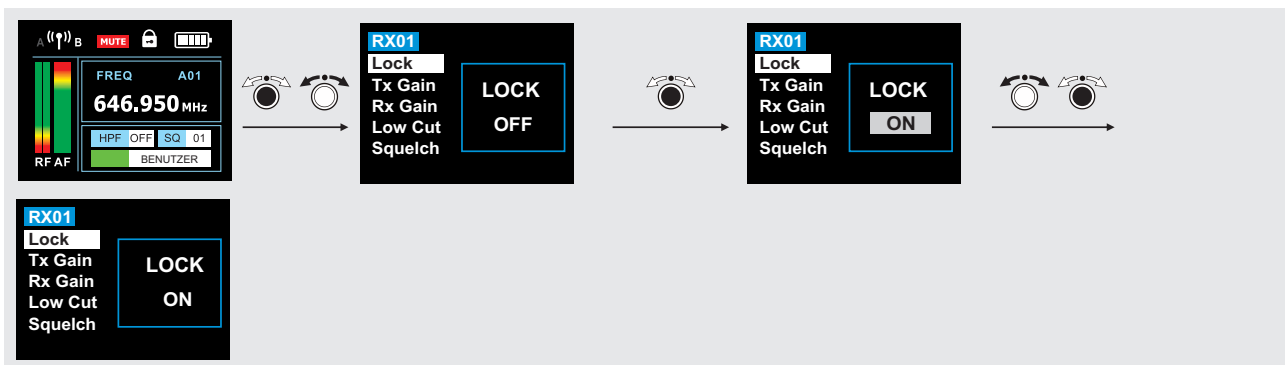 A B MUTE
FREQ A01
646.950 MHz
HPF OFF SQ 01
BENUTZER
RF AF
RX01
Lock
Tx Gain
Rx Gain
Low Cut
Squelch
LOCK
OFF
RX01
Lock
Tx Gain
Rx Gain
Low Cut
Squelch
LOCK
ON
RX01
Lock
Tx Gain
Rx Gain
Low Cut
Squelch
LOCK
ON